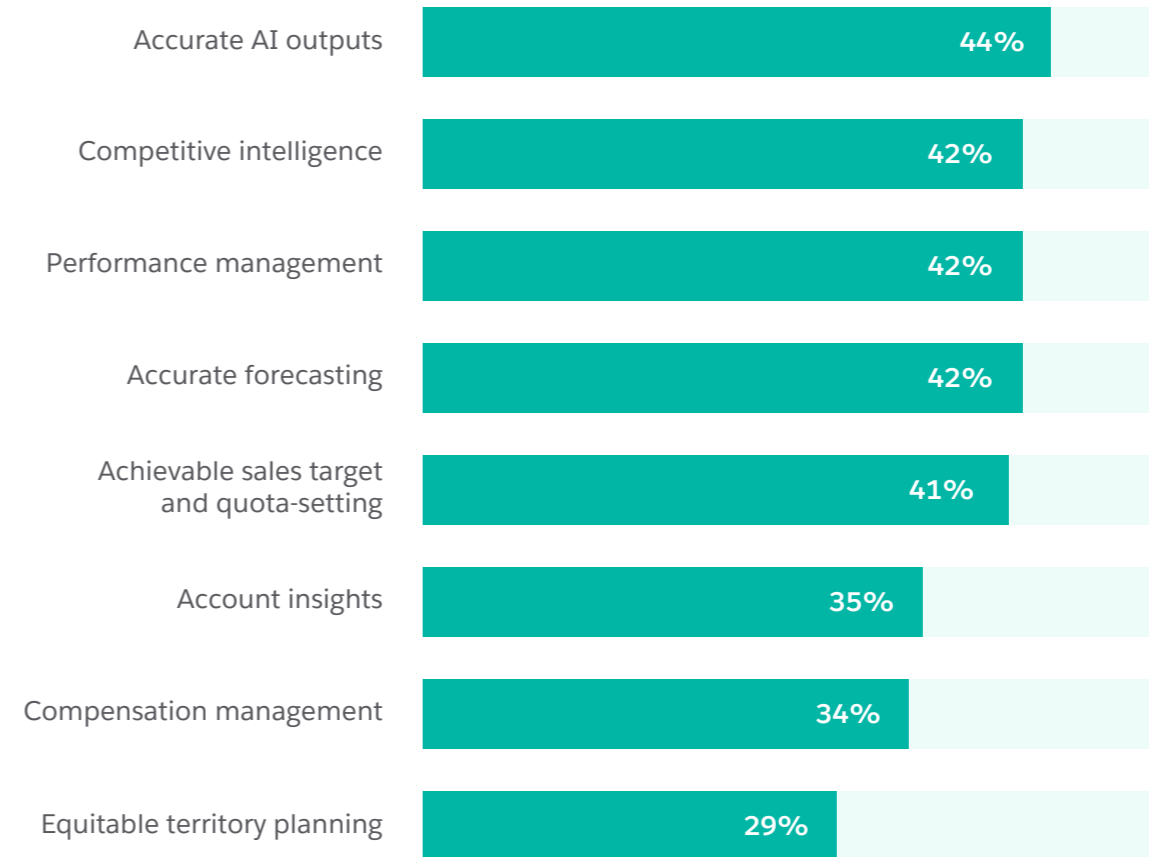 Accurate AI outputs
44%
Competitive intelligence
42%
Performance management
42%
Accurate forecasting
42%
Achievable sales target
and quota-setting
41%
Account insights
35%
Compensation management
34%
Equitable territory planning
29%